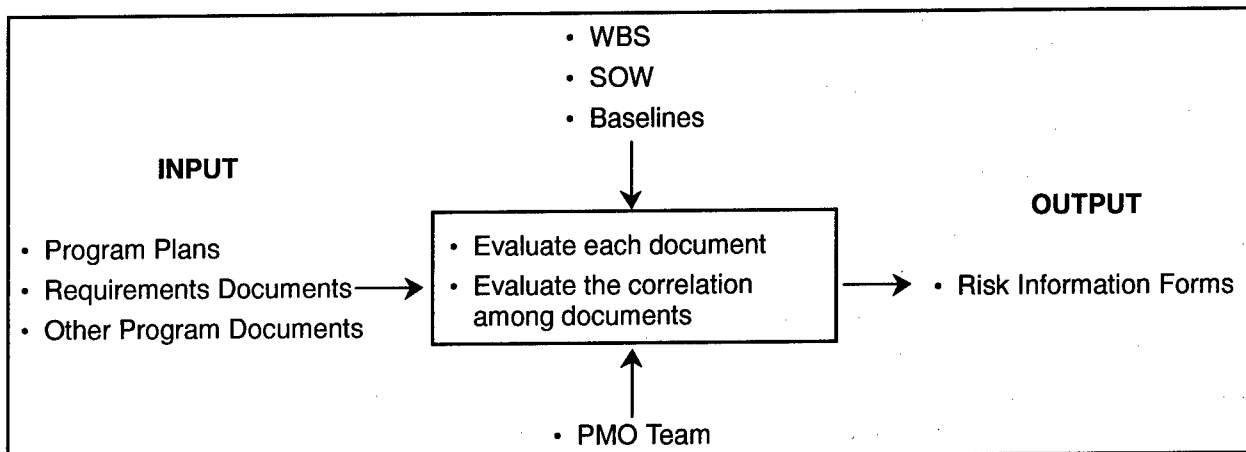 • WBS
• SOW
• Baselines
INPUT
• Program Plans
• Requirements Documents
• Other Program Documents
• Evaluate each document
• Evaluate the correlation
among documents
OUTPUT
• Risk Information Forms
• PMO Team